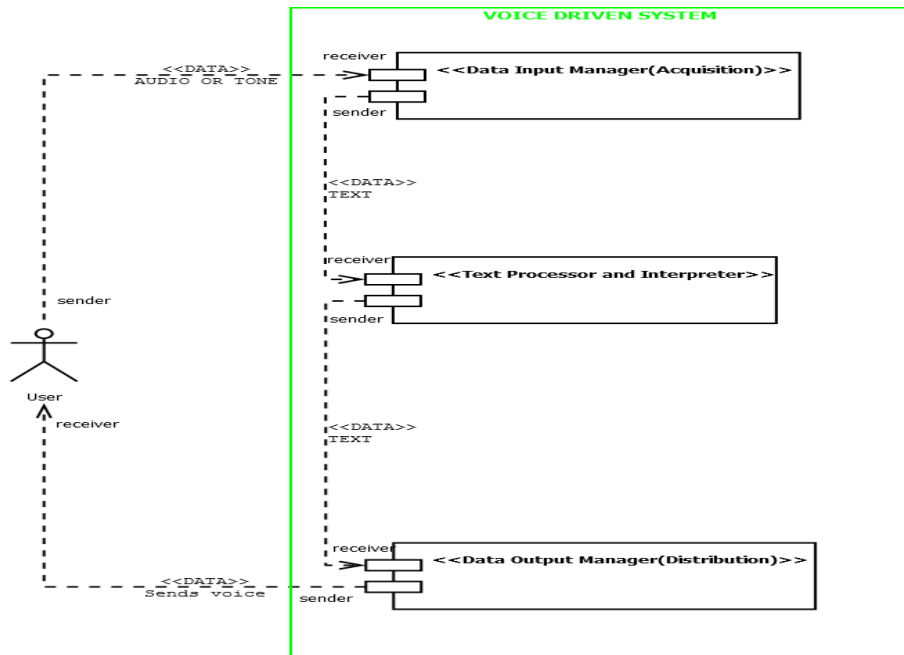 VOICE DRIVEN SYSTEM
receiver
<<DATA>>
AUDIO OR TONE
<<Data Input Manager(Acquisition)>>
sender
<<DATA>>
TEXT
receiver
<<Text Processor and Interpreter>>
sender
sender
User
receiver
<<DATA>>
TEXT
receiver
<<Data Output Manager(Distribution)>>
<<DATA>>
Sends voice
sender